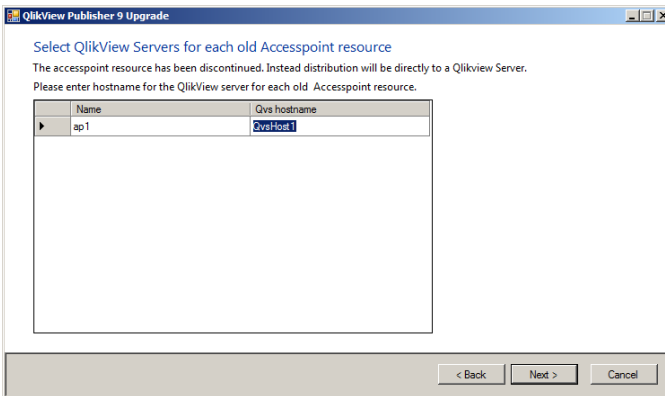 QlikView Publisher 9 Upgrade
Select QlikView Servers for each old Accesspoint resource
The accesspoint resource has been discontinued. Instead distribution will be directly to a Qlikview Server.
Please enter hostname for the QlikView server for each old Accesspoint resource.
Name Qvs hostname
ap1 QvsHost1
< Back Next > Cancel